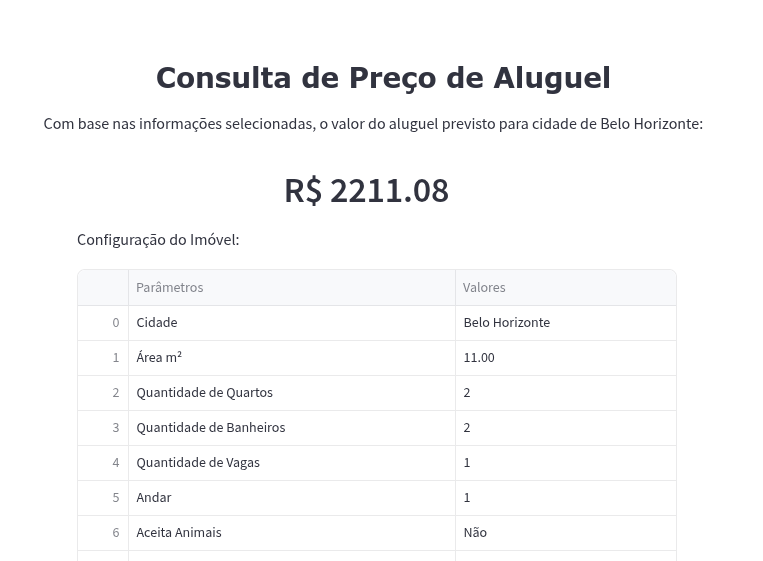 Consulta de Preço de Aluguel
Com base nas informações selecionadas, o valor do aluguel previsto para cidade de Belo Horizonte:
R$ 2211.08
Configuração do Imóvel:
Parâmetros Valores
0 Cidade Belo Horizonte
1 Área m² 11.00
2 Quantidade de Quartos 2
3 Quantidade de Banheiros 2
4 Quantidade de Vagas 1
5 Andar 1
6 Aceita Animais Não